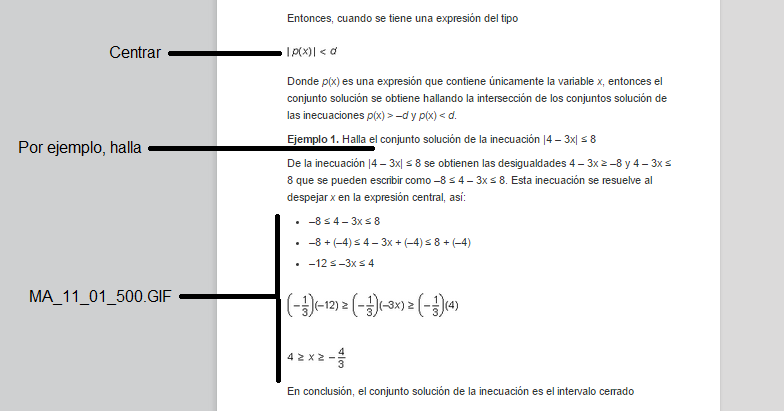 Entonces, cuando se tiene una expresión del tipo
Centrar
|p(x)| < d
Donde p(x) es una expresión que contiene únicamente la variable x, entonces el
conjunto solución se obtiene hallando la intersección de los conjuntos solución de
las inecuaciones p(x) > –d y p(x) < d.
Por ejemplo, halla
Ejemplo 1. Halla el conjunto solución de la inecuación |4 – 3x| ≤ 8
De la inecuación |4 – 3x| ≤ 8 se obtienen las desigualdades 4 – 3x ≥ –8 y 4 – 3x ≤
8 que se pueden escribir como –8 ≤ 4 – 3x ≤ 8. Esta inecuación se resuelve al
despejar x en la expresión central, así:
• –8 ≤ 4 – 3x ≤ 8
• –8 + (–4) ≤ 4 – 3x + (–4) ≤ 8 + (–4)
• –12 ≤ –3x ≤ 4
MA_11_01_500.GIF
(–1/3)(–12) ≥ (–1/3)(–3x) ≥ (–1/3)(4)
4 ≥ x ≥ –4/3
En conclusión, el conjunto solución de la inecuación es el intervalo cerrado